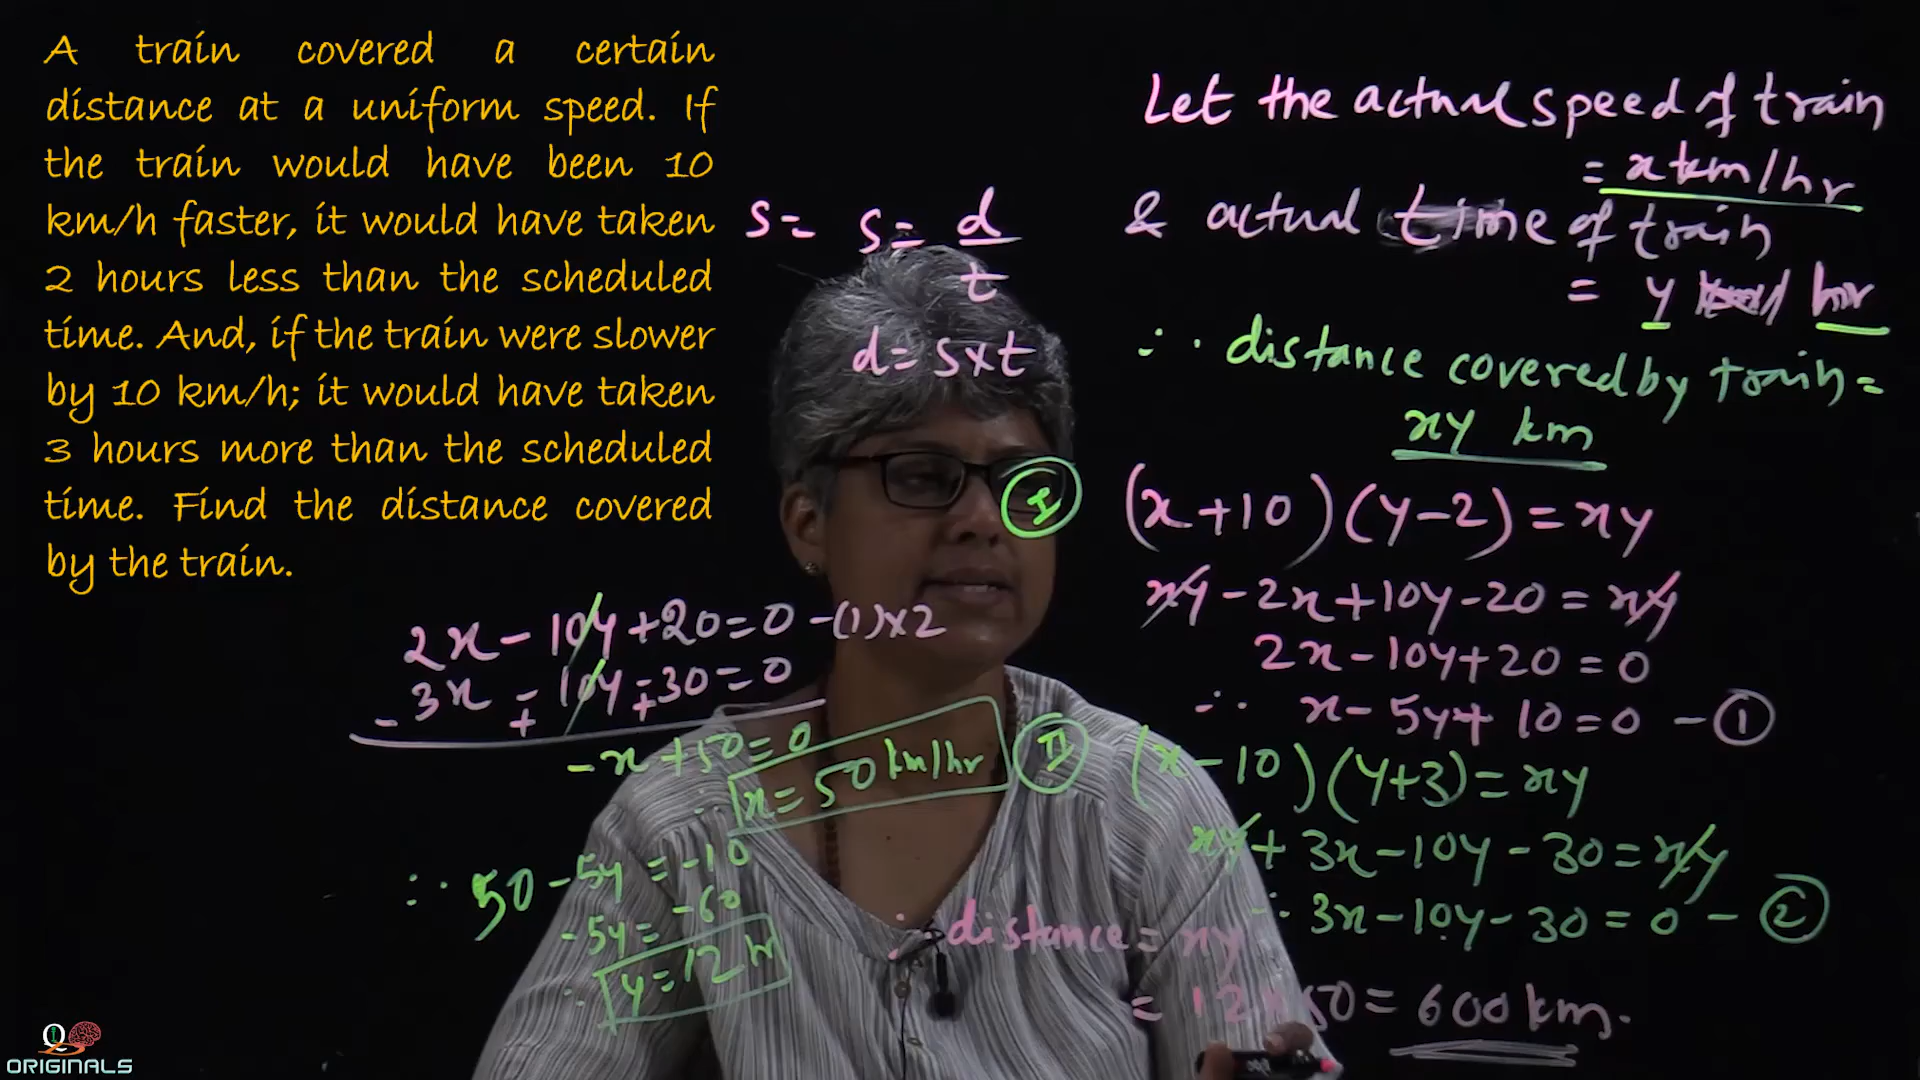 A train covered a certain
distance at a uniform speed. If
the train would have been 10
km/h faster, it would have taken
2 hours less than the scheduled
time. And, if the train were slower
by 10 km/h; it would have taken
3 hours more than the scheduled
time. Find the distance covered
by the train.
S= S= d/t
d= s×t
Let the actual speed of train
= x km/hr
& actual time of train
= y hr
∴ distance covered by train =
xy km
I (x+10)(y-2)=xy
xy-2x+10y-20=xy
2x-10y+20=0
∴ x-5y+10=0 - ①
II (x-10)(y+3)=xy
xy+3x-10y-30=xy
∴ 3x-10y-30=0 - ②
2x-10y+20=0 -(1)×2
3x-10y-30=0
- + +
-x+50=0
∴ x=50 km/hr
∴ 50-5y=-10
-5y=-60
∴ y=12 hr
∴ distance = xy
= 12×50=600 km.
ORIGINALS